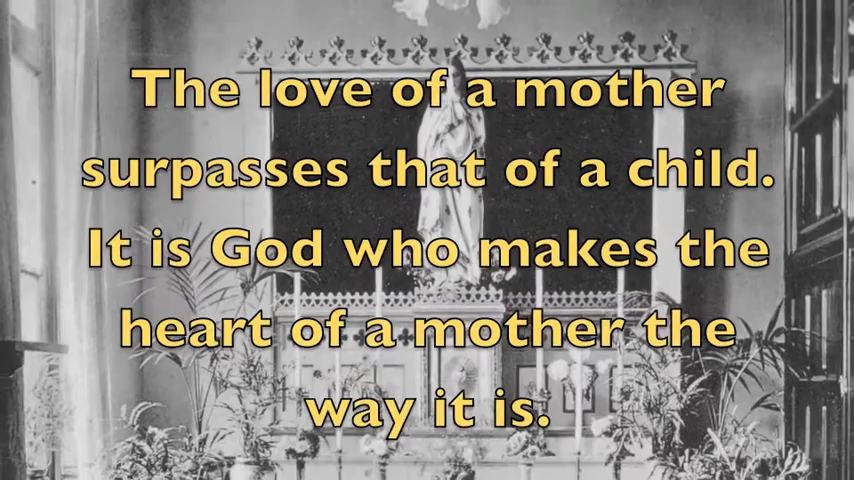 The love of a mother
surpasses that of a child.
It is God who makes the
heart of a mother the
way it is.